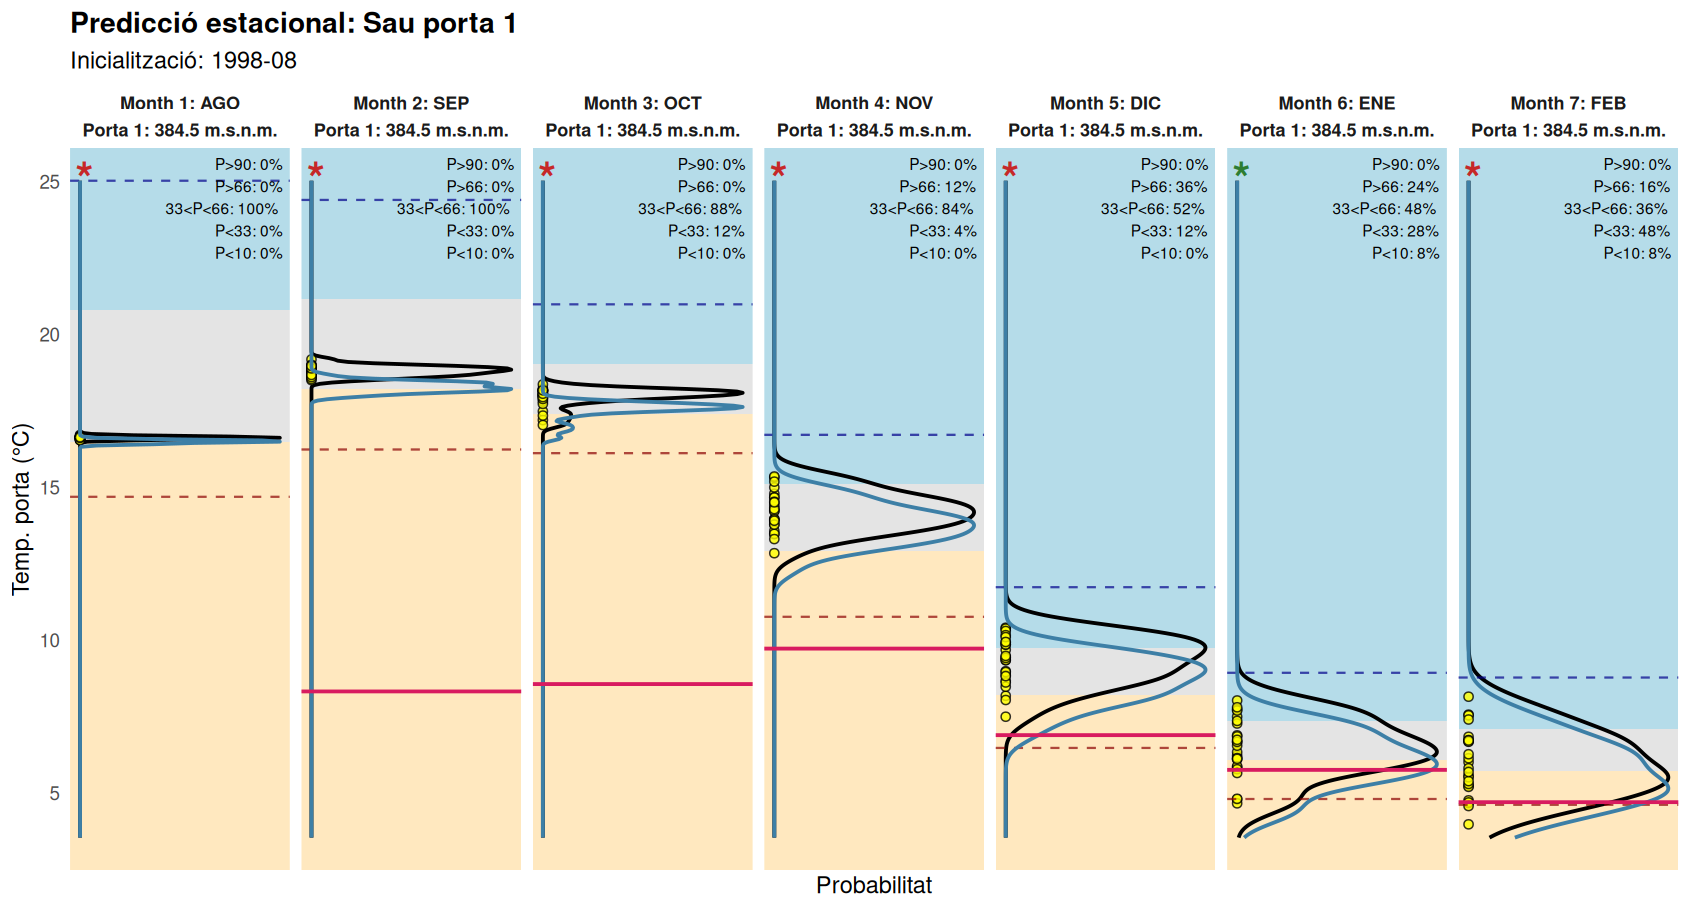 Predicció estacional: Sau porta 1
Inicialització: 1998-08
Month 1: AGO
Porta 1: 384.5 m.s.n.m.
Month 2: SEP
Porta 1: 384.5 m.s.n.m.
Month 3: OCT
Porta 1: 384.5 m.s.n.m.
Month 4: NOV
Porta 1: 384.5 m.s.n.m.
Month 5: DIC
Porta 1: 384.5 m.s.n.m.
Month 6: ENE
Porta 1: 384.5 m.s.n.m.
Month 7: FEB
Porta 1: 384.5 m.s.n.m.
*
P>90: 0%
P>66: 0%
33<P<66: 100%
P<33: 0%
P<10: 0%
*
P>90: 0%
P>66: 0%
33<P<66: 100%
P<33: 0%
P<10: 0%
*
P>90: 0%
P>66: 0%
33<P<66: 88%
P<33: 12%
P<10: 0%
*
P>90: 0%
P>66: 12%
33<P<66: 84%
P<33: 4%
P<10: 0%
*
P>90: 0%
P>66: 36%
33<P<66: 52%
P<33: 12%
P<10: 0%
*
P>90: 0%
P>66: 24%
33<P<66: 48%
P<33: 28%
P<10: 8%
*
P>90: 0%
P>66: 16%
33<P<66: 36%
P<33: 48%
P<10: 8%
25
20
15
10
5
Temp. porta (°C)
Probabilitat